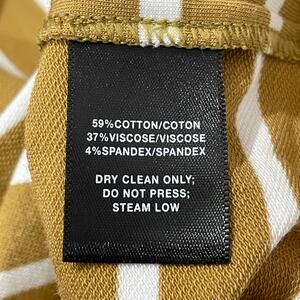 59%COTTON/COTON
37%VISCOSE/VISCOSE
4%SPANDEX/SPANDEX
DRY CLEAN ONLY;
DO NOT PRESS;
STEAM LOW